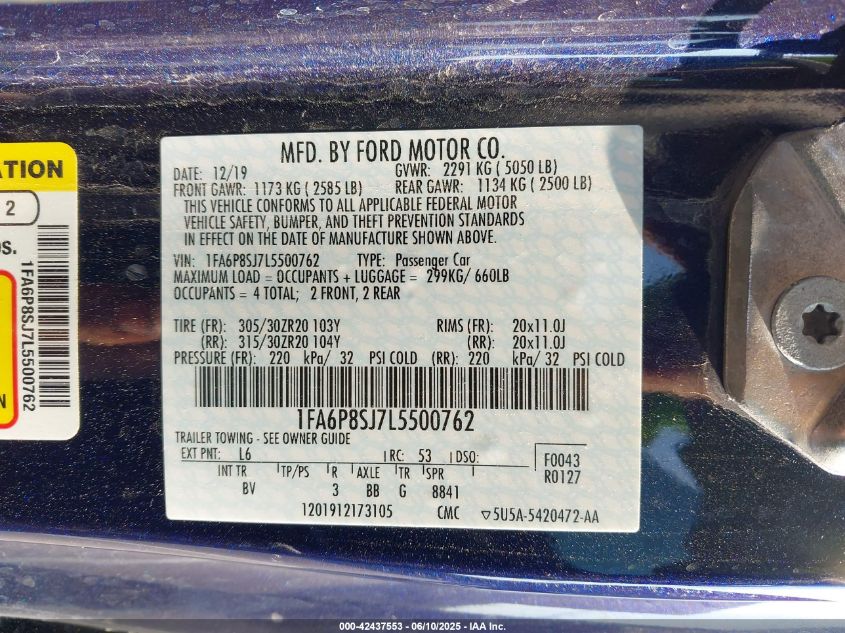 ATION
2
OS.
1FA6P8SJ7L5500762
N
MFD. BY FORD MOTOR CO.
DATE: 12/19 GVWR: 2291 KG ( 5050 LB)
FRONT GAWR: 1173 KG ( 2585 LB) REAR GAWR: 1134 KG ( 2500 LB)
THIS VEHICLE CONFORMS TO ALL APPLICABLE FEDERAL MOTOR
VEHICLE SAFETY, BUMPER, AND THEFT PREVENTION STANDARDS
IN EFFECT ON THE DATE OF MANUFACTURE SHOWN ABOVE.
VIN: 1FA6P8SJ7L5500762 TYPE: Passenger Car
MAXIMUM LOAD = OCCUPANTS + LUGGAGE = 299KG/ 660LB
OCCUPANTS = 4 TOTAL; 2 FRONT, 2 REAR
TIRE (FR): 305/30ZR20 103Y RIMS (FR): 20x11.0J
(RR): 315/30ZR20 104Y (RR): 20x11.0J
PRESSURE (FR): 220 kPa/ 32 PSI COLD (RR): 220 kPa/ 32 PSI COLD
1FA6P8SJ7L5500762
TRAILER TOWING - SEE OWNER GUIDE
EXT PNT: L6 RC: 53 DSO: F0043
R0127
INT TR TP/PS R AXLE TR SPR
BV 3 BB G 8841
1201912173105 CMC ▽5U5A-5420472-AA
000-42437553 - 06/10/2025 - IAA Inc.